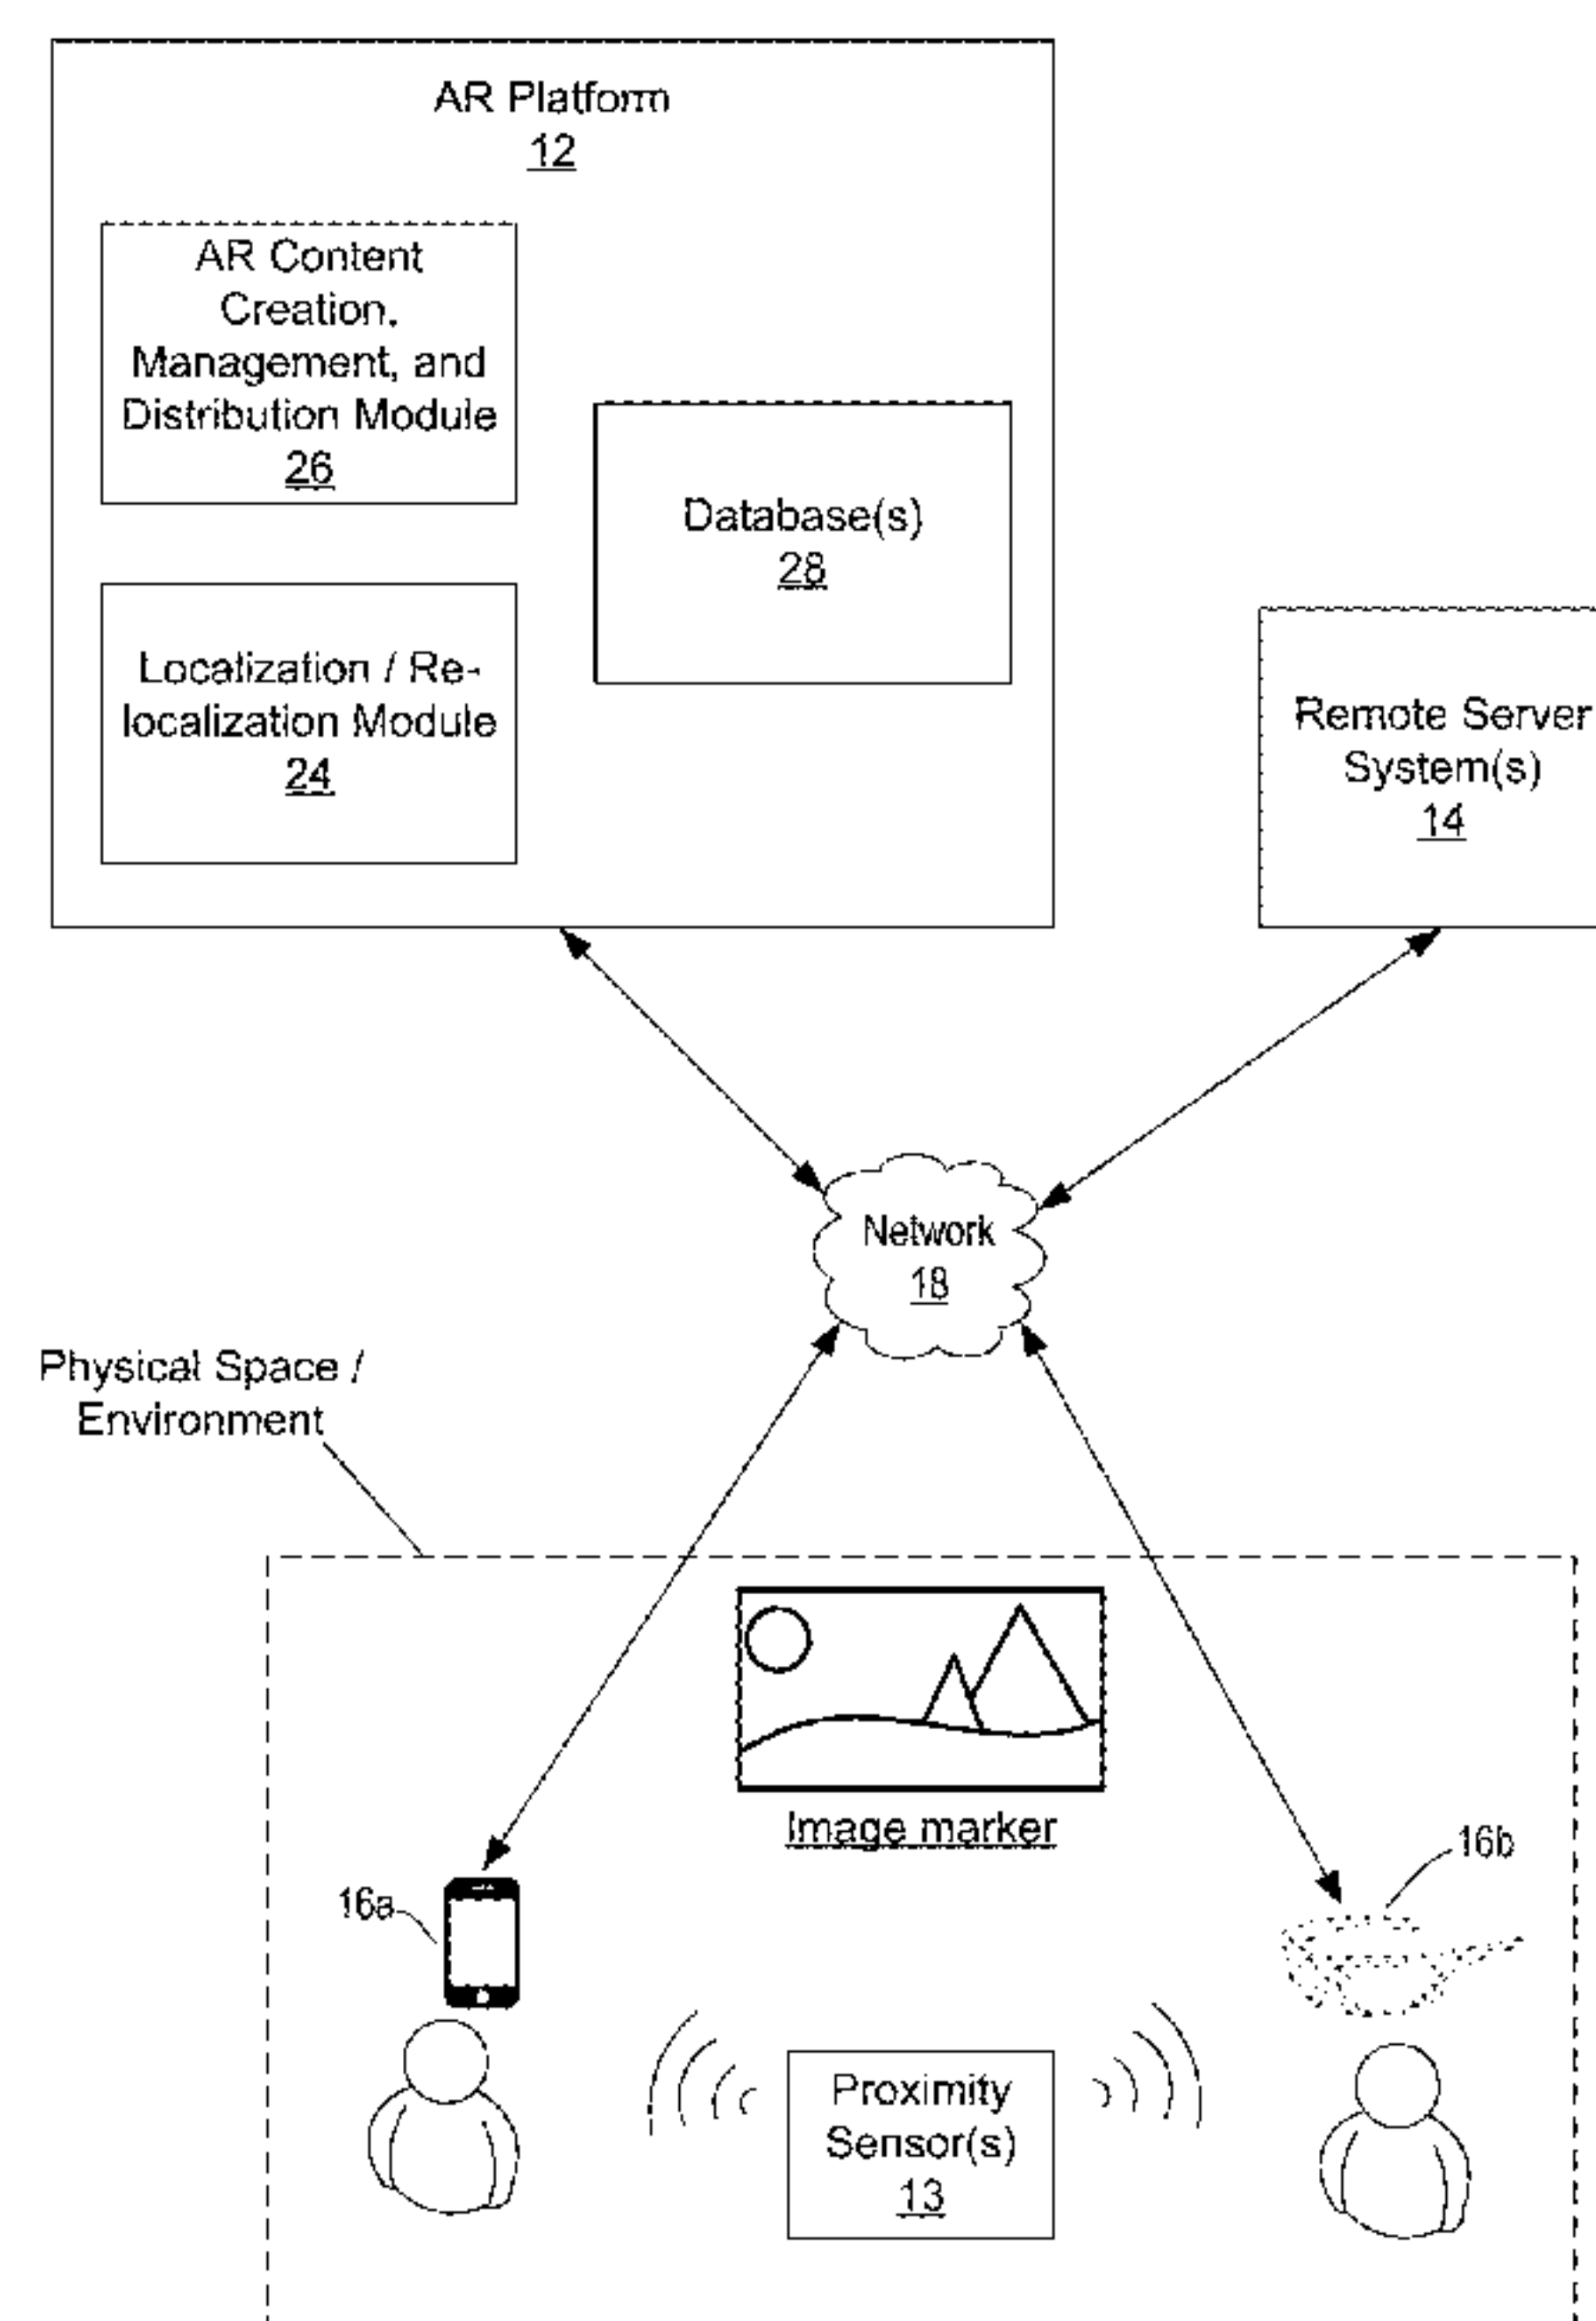 AR Platform
12
AR Content
Creation,
Management, and
Distribution Module
26
Database(s)
28
Localization / Re-
localization Module
24
Remote Server
System(s)
14
Network
18
Physical Space /
Environment
Image marker
16a
16b
Proximity
Sensor(s)
13